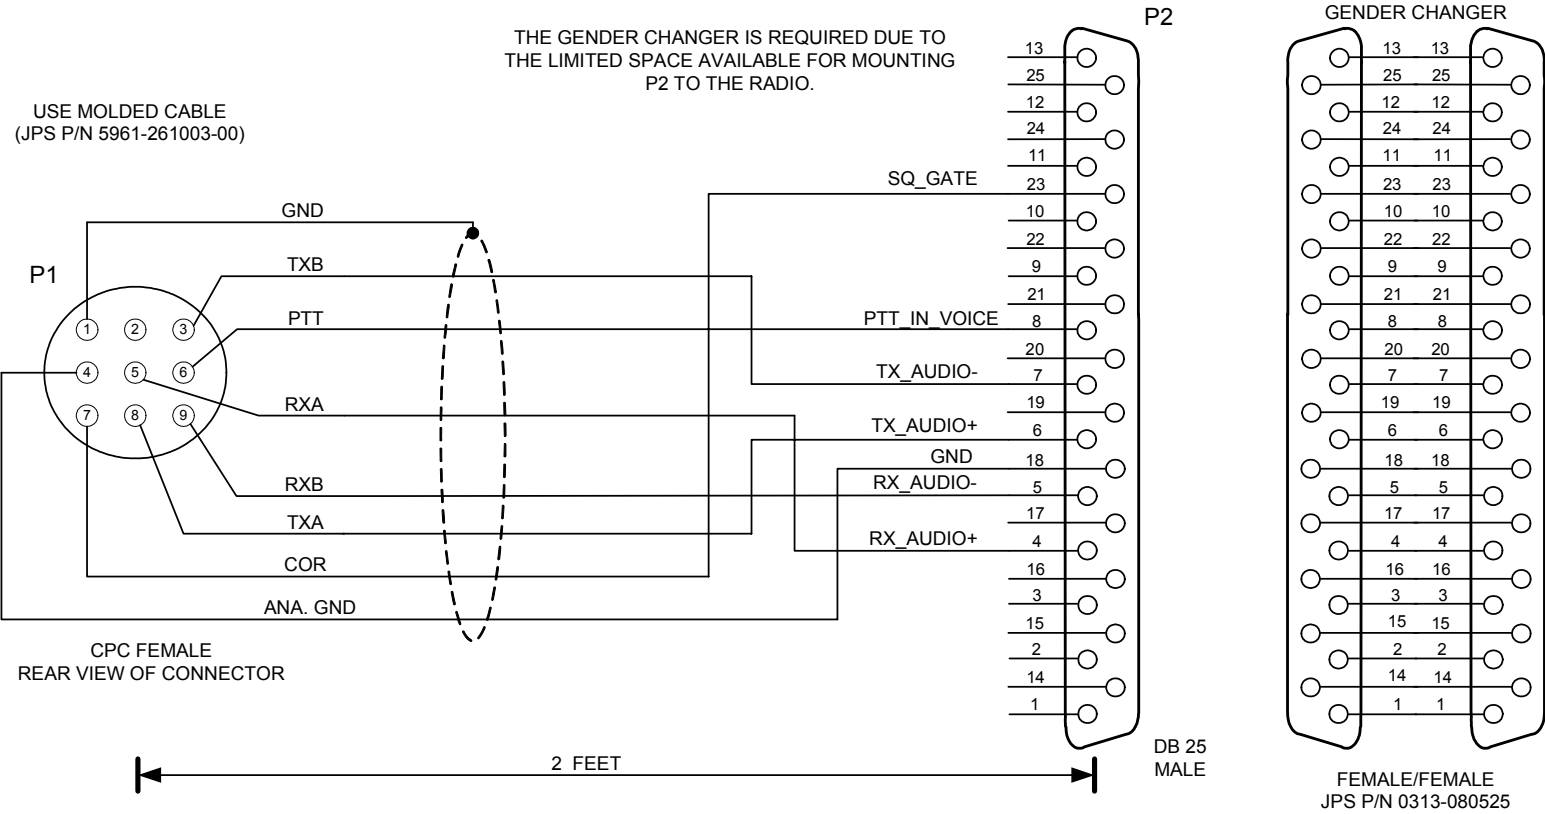 P2
GENDER CHANGER
THE GENDER CHANGER IS REQUIRED DUE TO
THE LIMITED SPACE AVAILABLE FOR MOUNTING
P2 TO THE RADIO.
USE MOLDED CABLE
(JPS P/N 5961-261003-00)
P1
1 2 3
4 5 6
7 8 9
GND
TXB
PTT
RXA
RXB
TXA
COR
ANA. GND
CPC FEMALE
REAR VIEW OF CONNECTOR
2 FEET
13
25
12
24
11
SQ_GATE 23
10
22
9
21
PTT_IN_VOICE 8
20
TX_AUDIO- 7
19
TX_AUDIO+ 6
GND 18
RX_AUDIO- 5
17
RX_AUDIO+ 4
16
3
15
2
14
1
DB 25
MALE
13 13
25 25
12 12
24 24
11 11
23 23
10 10
22 22
9 9
21 21
8 8
20 20
7 7
19 19
6 6
18 18
5 5
17 17
4 4
16 16
3 3
15 15
2 2
14 14
1 1
FEMALE/FEMALE
JPS P/N 0313-080525